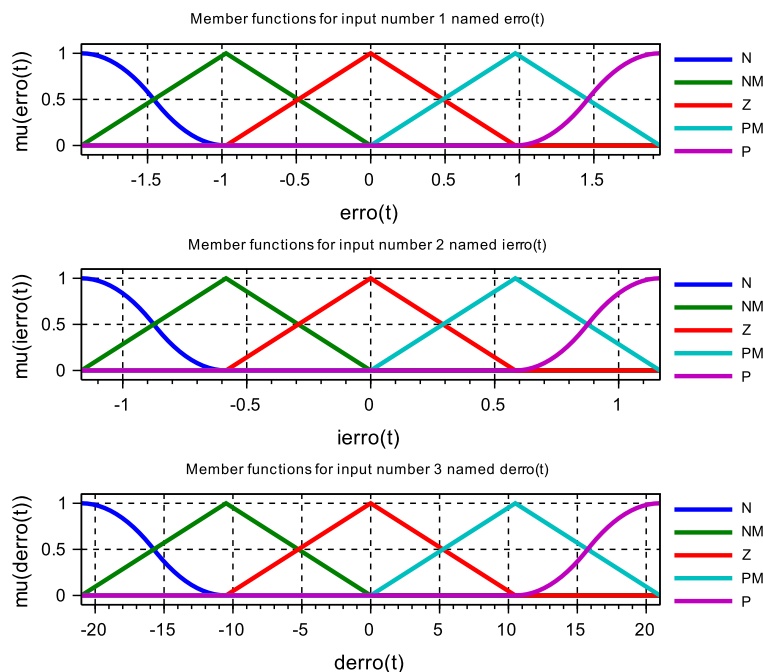 Member functions for input number 1 named erro(t)
mu(erro(t))
1
0.5
0
-1.5 -1 -0.5 0 0.5 1 1.5
erro(t)
N
NM
Z
PM
P
Member functions for input number 2 named ierro(t)
mu(ierro(t))
1
0.5
0
-1 -0.5 0 0.5 1
ierro(t)
N
NM
Z
PM
P
Member functions for input number 3 named derro(t)
mu(derro(t))
1
0.5
0
-20 -15 -10 -5 0 5 10 15 20
derro(t)
N
NM
Z
PM
P